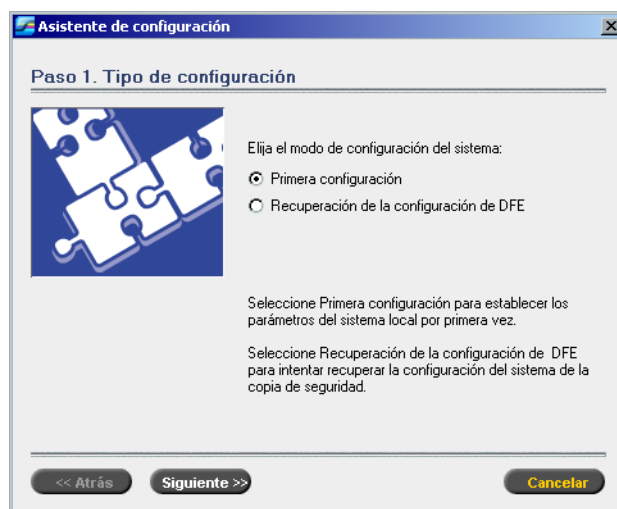 Asistente de configuración
Paso 1. Tipo de configuración
Elija el modo de configuración del sistema:
Primera configuración
Recuperación de la configuración de DFE
Seleccione Primera configuración para establecer los
parámetros del sistema local por primera vez.
Seleccione Recuperación de la configuración de DFE
para intentar recuperar la configuración del sistema de la
copia de seguridad.
<< Atrás
Siguiente >>
Cancelar